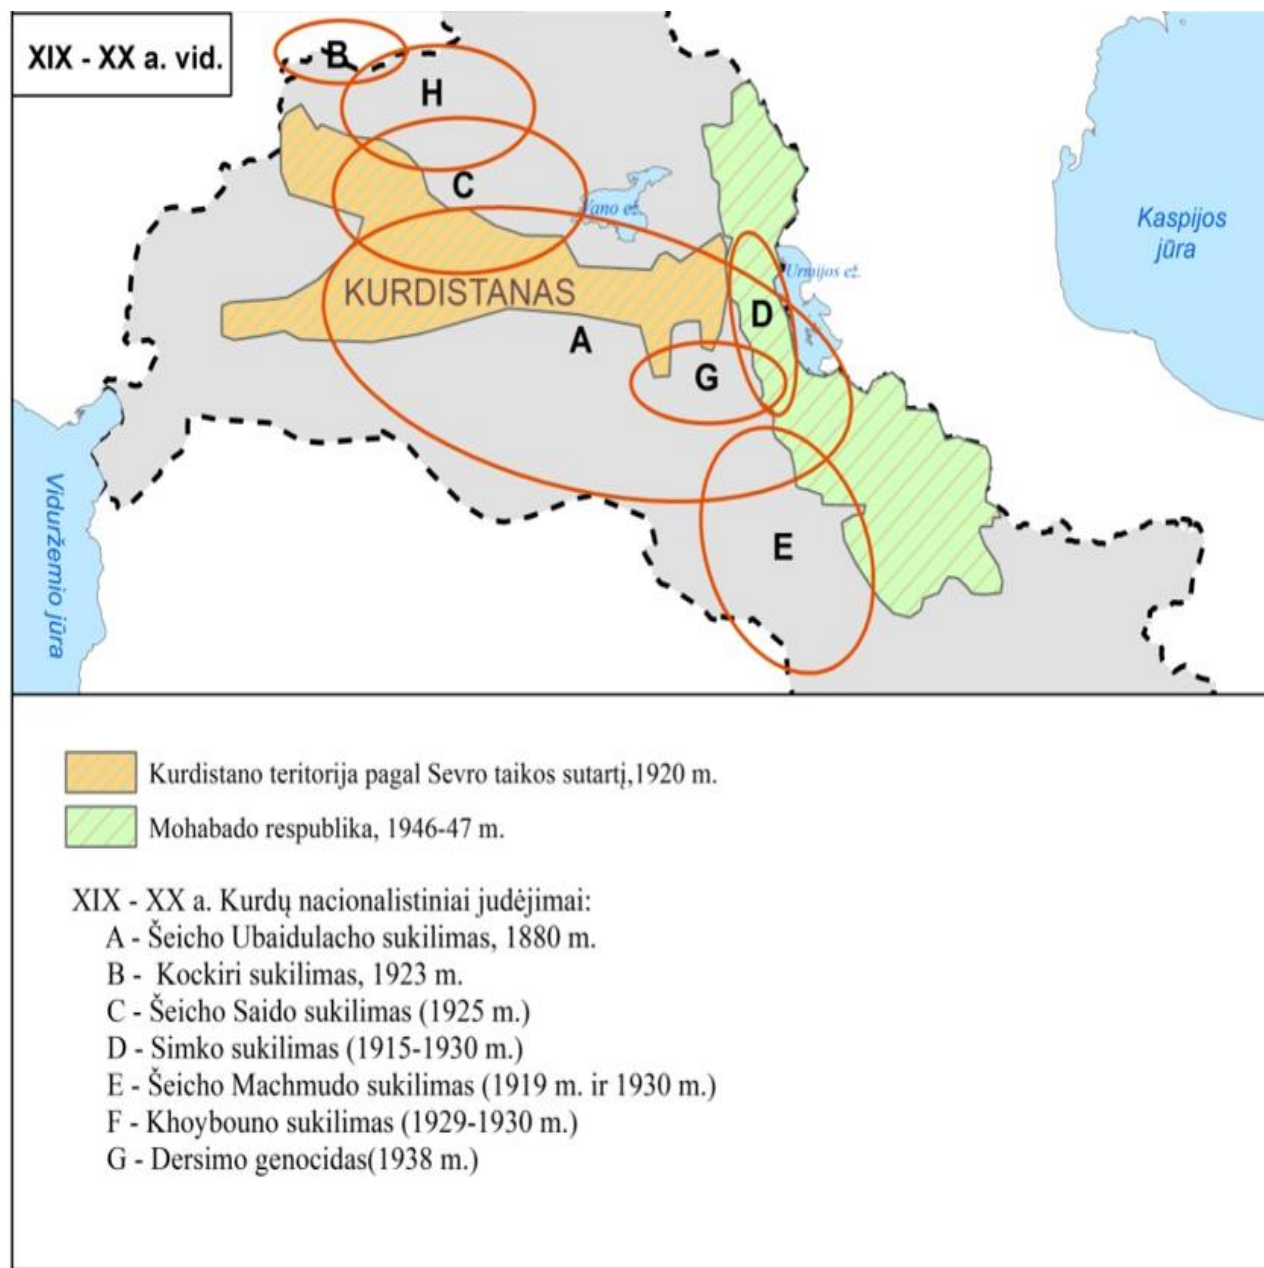 XIX - XX a. vid.
B
H
C
Vano ež.
Kaspijos
jūra
Urmijos ež.
KURDISTANAS
D
A
G
Viduržemio jūra
E
Kurdistano teritorija pagal Sevro taikos sutartį,1920 m.
Mohabado respublika, 1946-47 m.
XIX - XX a. Kurdų nacionalistiniai judėjimai:
A - Šeicho Ubaidulacho sukilimas, 1880 m.
B - Kockiri sukilimas, 1923 m.
C - Šeicho Saido sukilimas (1925 m.)
D - Simko sukilimas (1915-1930 m.)
E - Šeicho Machmudo sukilimas (1919 m. ir 1930 m.)
F - Khoybouno sukilimas (1929-1930 m.)
G - Dersimo genocidas(1938 m.)